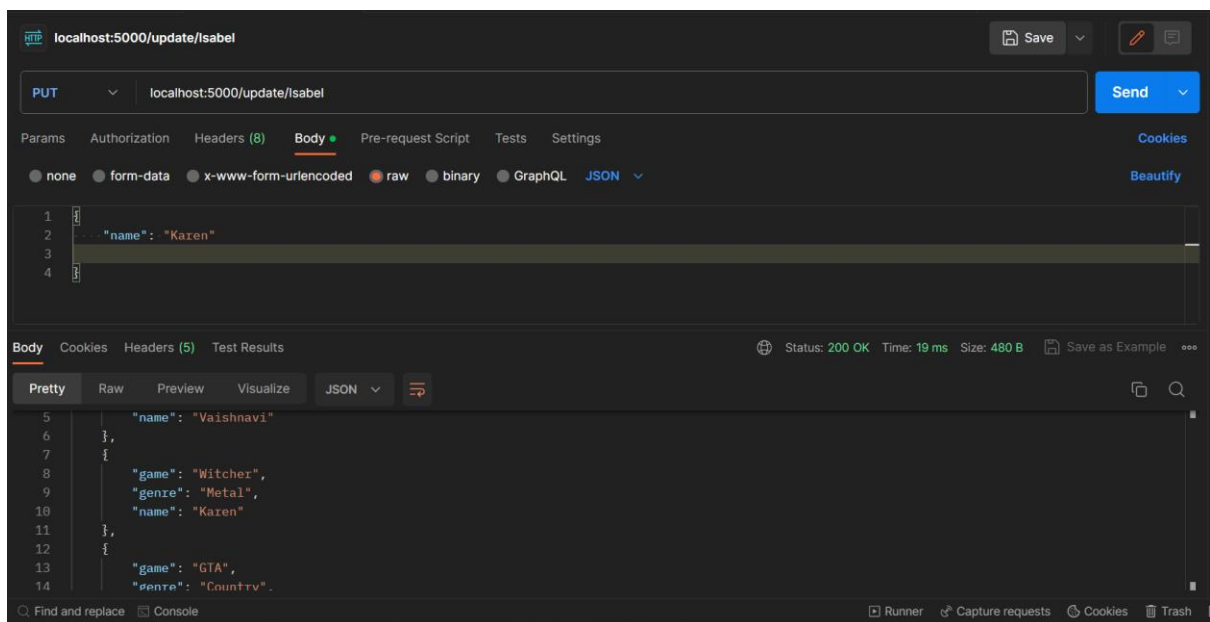 HTTP localhost:5000/update/Isabel Save
PUT localhost:5000/update/Isabel Send
Params Authorization Headers (8) Body Pre-request Script Tests Settings Cookies
none form-data x-www-form-urlencoded raw binary GraphQL JSON Beautify
1 {
2 "name": "Karen"
3
4 }
Body Cookies Headers (5) Test Results Status: 200 OK Time: 19 ms Size: 480 B Save as Example
Pretty Raw Preview Visualize JSON
5 "name": "Vaishnavi"
6 },
7 {
8 "game": "Witcher",
9 "genre": "Metal",
10 "name": "Karen"
11 },
12 {
13 "game": "GTA",
14 "genre": "Country",
Find and replace Console Runner Capture requests Cookies Trash